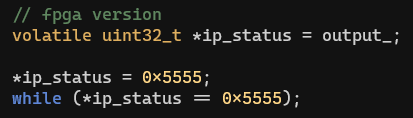 // fpga version
volatile uint32_t *ip_status = output_;
*ip_status = 0x5555;
while (*ip_status == 0x5555);